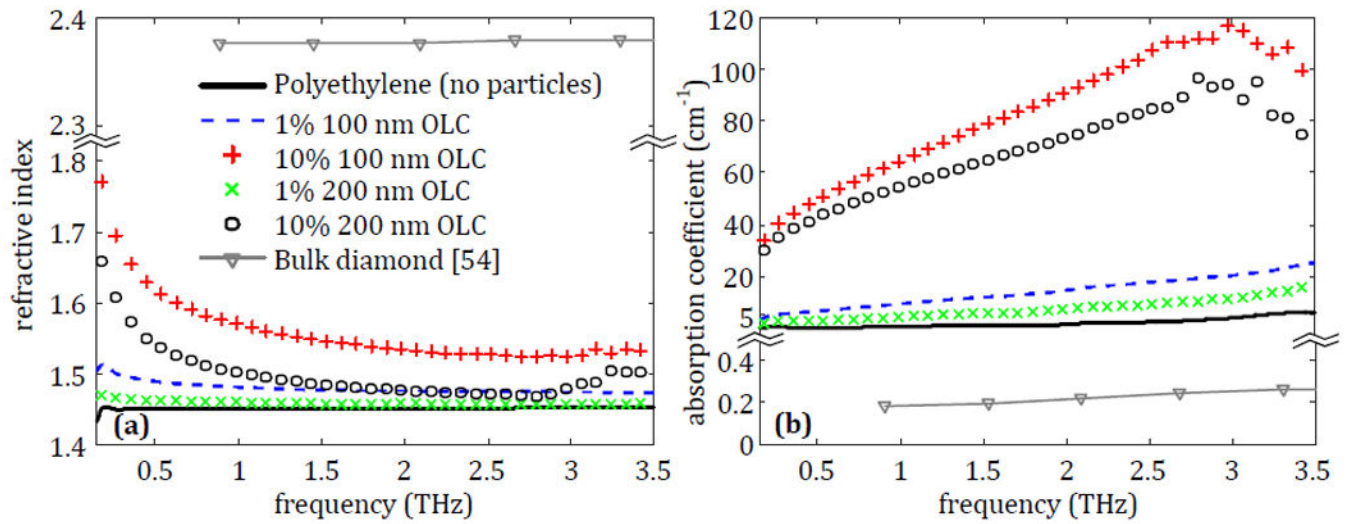 2.4
2.3
1.8
1.7
1.6
1.5
1.4
refractive index
Polyethylene (no particles)
1% 100 nm OLC
10% 100 nm OLC
1% 200 nm OLC
10% 200 nm OLC
Bulk diamond [54]
(a)
0.5 1 1.5 2 2.5 3 3.5
frequency (THz)
120
100
80
60
40
20
5
0.4
0.2
0
absorption coefficient (cm⁻¹)
(b)
0.5 1 1.5 2 2.5 3 3.5
frequency (THz)